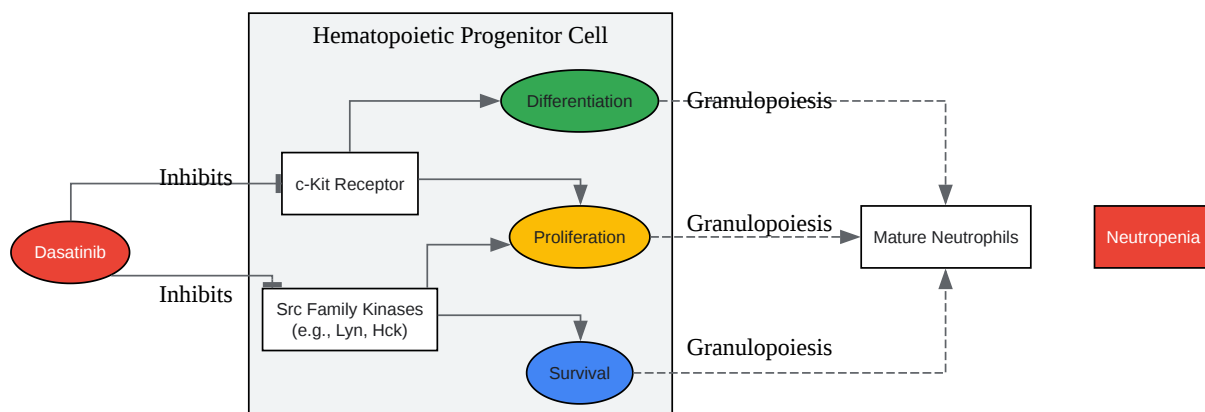 Hematopoietic Progenitor Cell
Differentiation
Granulopoiesis
Inhibits
c-Kit Receptor
Dasatinib
Proliferation
Granulopoiesis
Mature Neutrophils
Neutropenia
Inhibits
Src Family Kinases
(e.g., Lyn, Hck)
Survival
Granulopoiesis